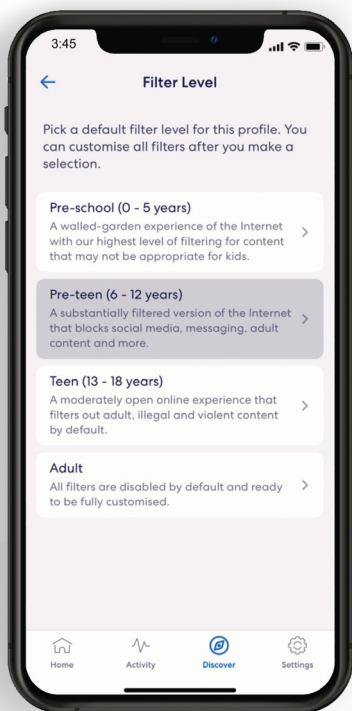 3:45
Filter Level
Pick a default filter level for this profile. You
can customise all filters after you make a
selection.
Pre-school (0 - 5 years)
A walled-garden experience of the Internet
with our highest level of filtering for content
that may not be appropriate for kids.
Pre-teen (6 - 12 years)
A substantially filtered version of the Internet
that blocks social media, messaging, adult
content and more.
Teen (13 - 18 years)
A moderately open online experience that
filters out adult, illegal and violent content
by default.
Adult
All filters are disabled by default and ready
to be fully customised.
Home Activity Discover Settings